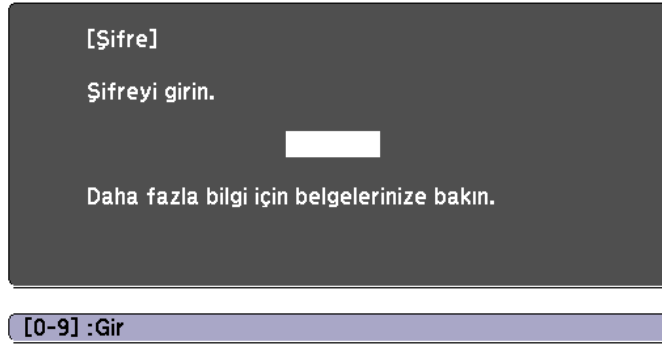 [Şifre]
Şifreyi girin.
Daha fazla bilgi için belgelerinize bakın.
[0-9] :Gir